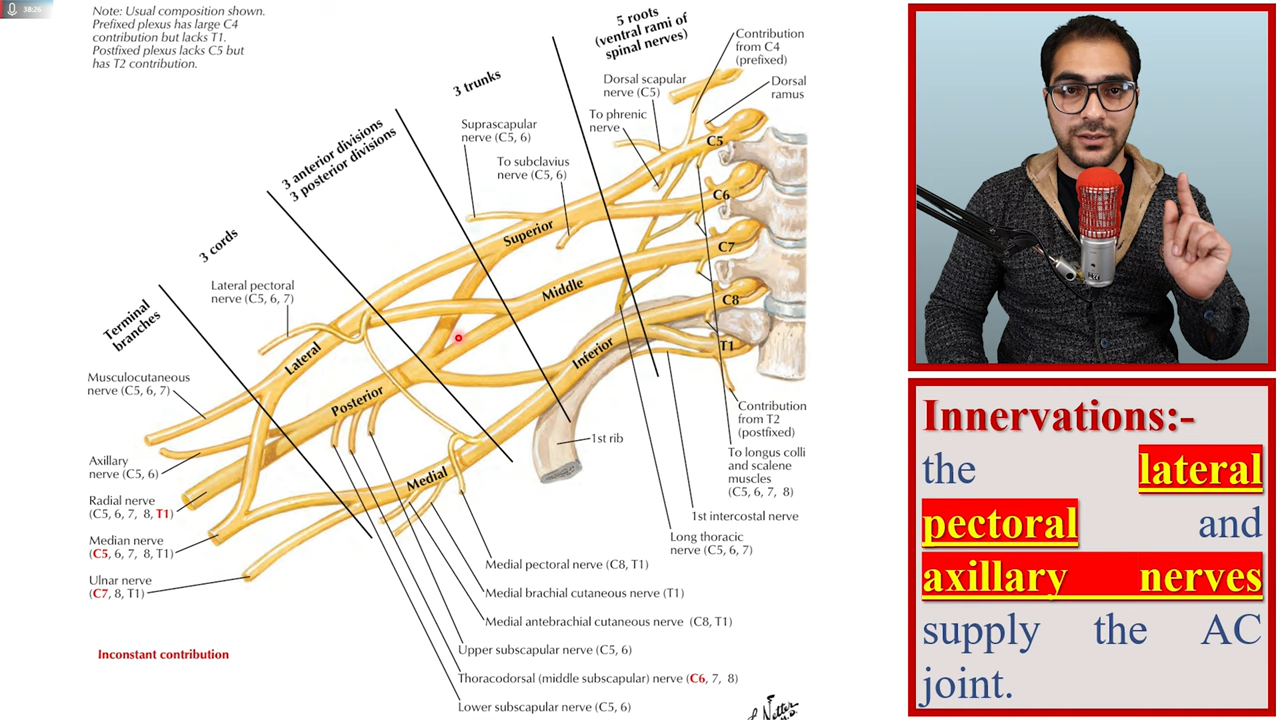 38:26
Note: Usual composition shown.
Prefixed plexus has large C4
contribution but lacks T1.
Postfixed plexus lacks C5 but
has T2 contribution.
5 roots
(ventral rami of
spinal nerves)
3 trunks
3 anterior divisions
3 posterior divisions
3 cords
Terminal
branches
Contribution
from C4
(prefixed)
Dorsal
ramus
Dorsal scapular
nerve (C5)
To phrenic
nerve
Suprascapular
nerve (C5, 6)
To subclavius
nerve (C5, 6)
C5
C6
C7
C8
T1
Superior
Middle
Inferior
Lateral pectoral
nerve (C5, 6, 7)
Lateral
Posterior
Medial
Musculocutaneous
nerve (C5, 6, 7)
Axillary
nerve (C5, 6)
Radial nerve
(C5, 6, 7, 8, T1)
Median nerve
(C5, 6, 7, 8, T1)
Ulnar nerve
(C7, 8, T1)
1st rib
Contribution
from T2
(postfixed)
To longus colli
and scalene
muscles
(C5, 6, 7, 8)
1st intercostal nerve
Long thoracic
nerve (C5, 6, 7)
Medial pectoral nerve (C8, T1)
Medial brachial cutaneous nerve (T1)
Medial antebrachial cutaneous nerve (C8, T1)
Upper subscapular nerve (C5, 6)
Thoracodorsal (middle subscapular) nerve (C6, 7, 8)
Lower subscapular nerve (C5, 6)
Inconstant contribution
Innervations:-
the lateral
pectoral and
axillary nerves
supply the AC
joint.